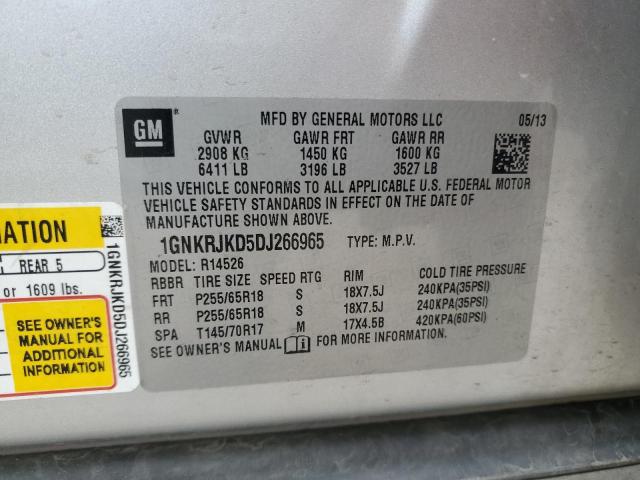 GM
MFD BY GENERAL MOTORS LLC 05/13
GVWR GAWR FRT GAWR RR
2908 KG 1450 KG 1600 KG
6411 LB 3196 LB 3527 LB
THIS VEHICLE CONFORMS TO ALL APPLICABLE U.S. FEDERAL MOTOR
VEHICLE SAFETY STANDARDS IN EFFECT ON THE DATE OF
MANUFACTURE SHOWN ABOVE.
1GNKRJKD5DJ266965 TYPE: M.P.V.
MODEL: R14526
RBBR TIRE SIZE SPEED RTG RIM COLD TIRE PRESSURE
FRT P255/65R18 S 18X7.5J 240KPA(35PSI)
RR P255/65R18 S 18X7.5J 240KPA(35PSI)
SPA T145/70R17 M 17X4.5B 420KPA(60PSI)
SEE OWNER'S MANUAL i FOR MORE INFORMATION.
REAR 5
or 1609 lbs.
SEE OWNER'S
MANUAL FOR
ADDITIONAL
INFORMATION
1GNKRJKD5DJ266965